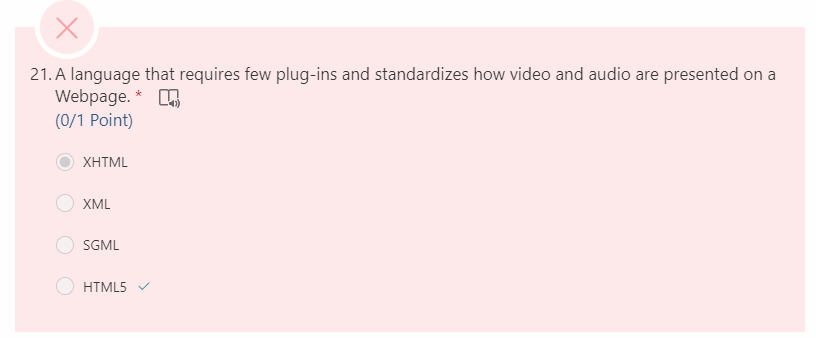 21. A language that requires few plug-ins and standardizes how video and audio are presented on a
Webpage. *
(0/1 Point)
XHTML
XML
SGML
HTML5